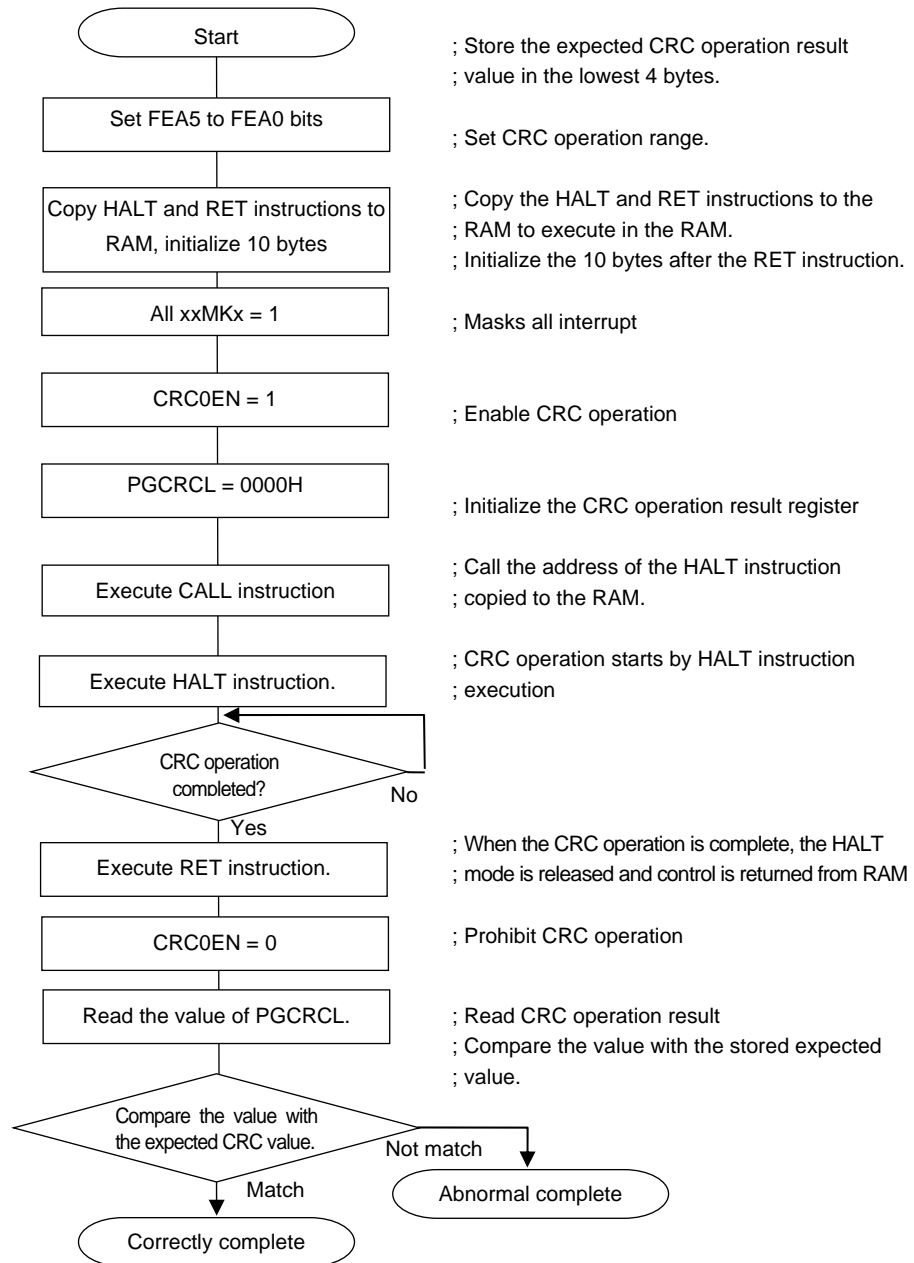 Start
; Store the expected CRC operation result
; value in the lowest 4 bytes.
Set FEA5 to FEA0 bits
; Set CRC operation range.
Copy HALT and RET instructions to
RAM, initialize 10 bytes
; Copy the HALT and RET instructions to the
; RAM to execute in the RAM.
; Initialize the 10 bytes after the RET instruction.
All xxMKx = 1
; Masks all interrupt
CRC0EN = 1
; Enable CRC operation
PGCRCL = 0000H
; Initialize the CRC operation result register
Execute CALL instruction
; Call the address of the HALT instruction
; copied to the RAM.
Execute HALT instruction.
; CRC operation starts by HALT instruction
; execution
CRC operation
completed?
No
Yes
Execute RET instruction.
; When the CRC operation is complete, the HALT
; mode is released and control is returned from RAM
CRC0EN = 0
; Prohibit CRC operation
Read the value of PGCRCL.
; Read CRC operation result
; Compare the value with the stored expected
; value.
Compare the value with
the expected CRC value.
Not match
Match
Abnormal complete
Correctly complete